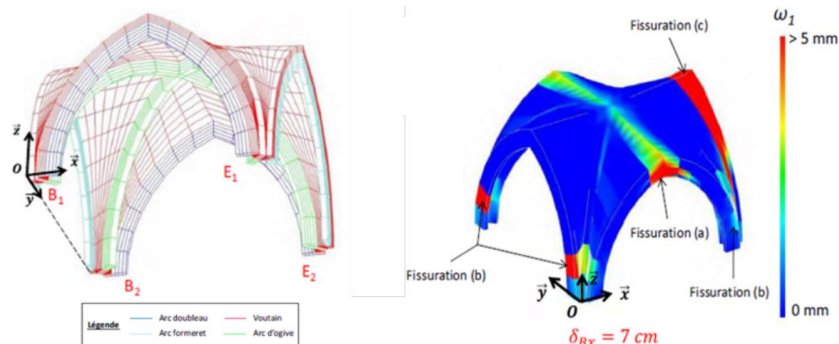 z⃗
O
x⃗
y⃗
B₁
E₁
B₂
E₂
Légende
Arc doubleau
Voutain
Arc formeret
Arc d'ogive
ω₁
> 5 mm
Fissuration (c)
Fissuration (a)
Fissuration (b)
Fissuration (b)
0 mm
z⃗
y⃗
x⃗
O
δ_Bx = 7 cm